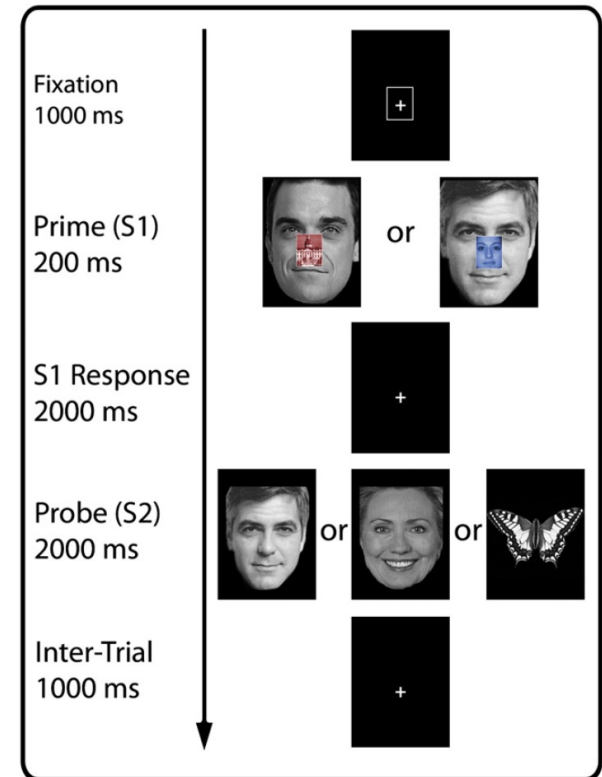 Fixation
1000 ms
Prime (S1)
200 ms
or
S1 Response
2000 ms
Probe (S2)
2000 ms
or or
Inter-Trial
1000 ms